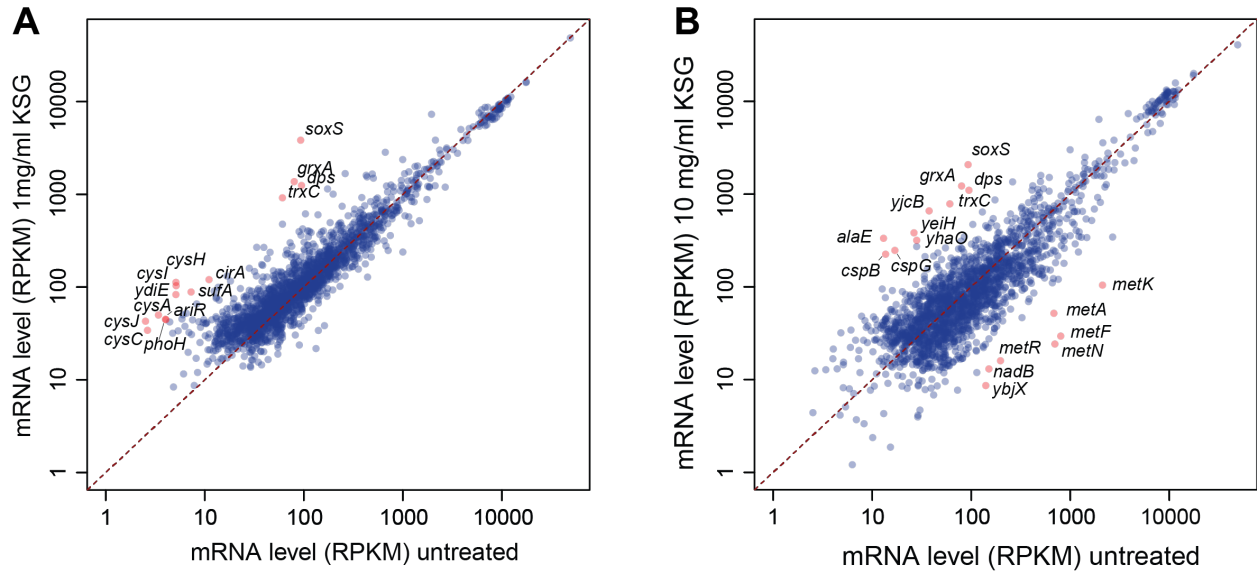 A
mRNA level (RPKM) 1mg/ml KSG
10000
1000
100
10
1
soxS
grxA
dps
trxC
cysH
cysI
cirA
ydiE
sufA
cysA
ariR
cysJ
cysC
phoH
1 10 100 1000 10000
mRNA level (RPKM) untreated
B
mRNA level (RPKM) 10 mg/ml KSG
10000
1000
100
10
1
soxS
grxA
dps
yjcB
trxC
yeiH
alaE
yhaO
cspB
cspG
metK
metA
metF
metR
metN
nadB
ybjX
1 10 100 1000 10000
mRNA level (RPKM) untreated